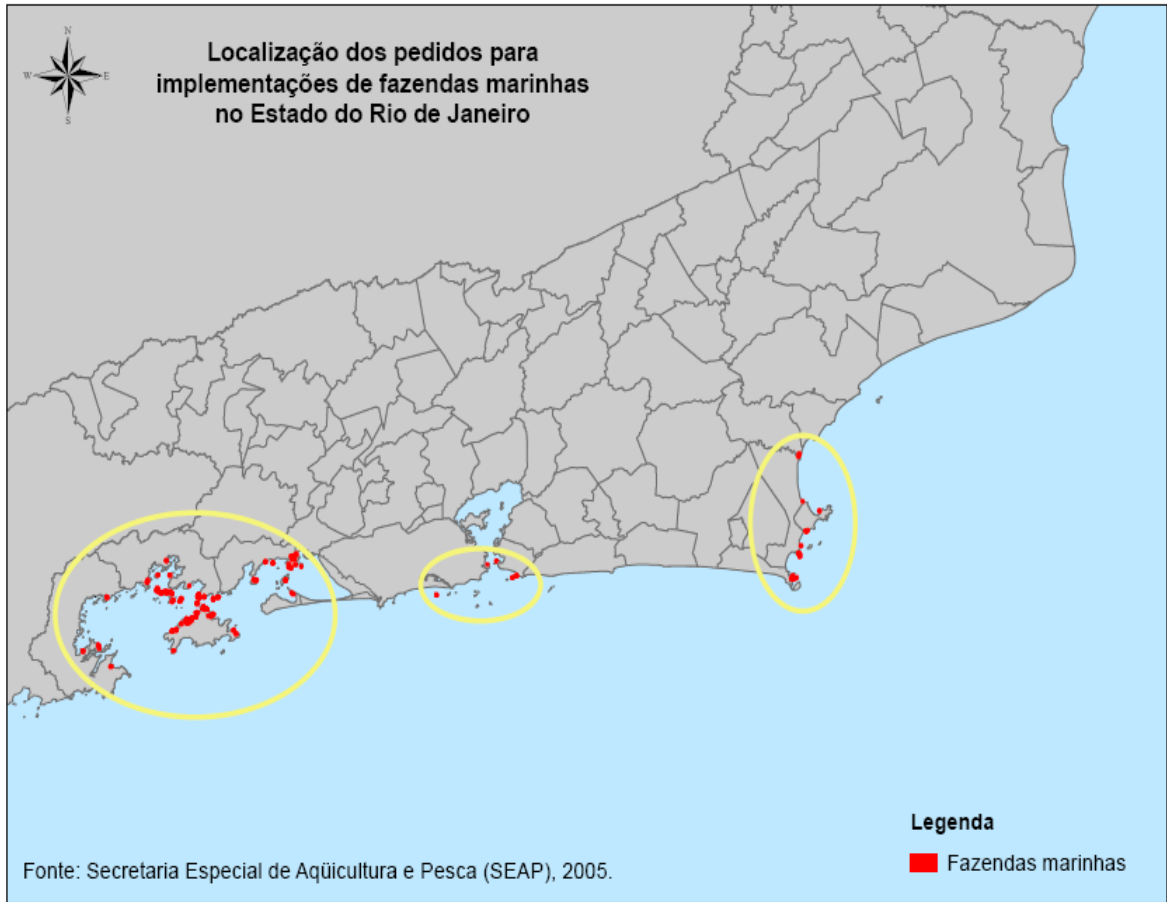 Localização dos pedidos para
implementações de fazendas marinhas
no Estado do Rio de Janeiro
N
W
E
S
Legenda
Fazendas marinhas
Fonte: Secretaria Especial de Aqüicultura e Pesca (SEAP), 2005.